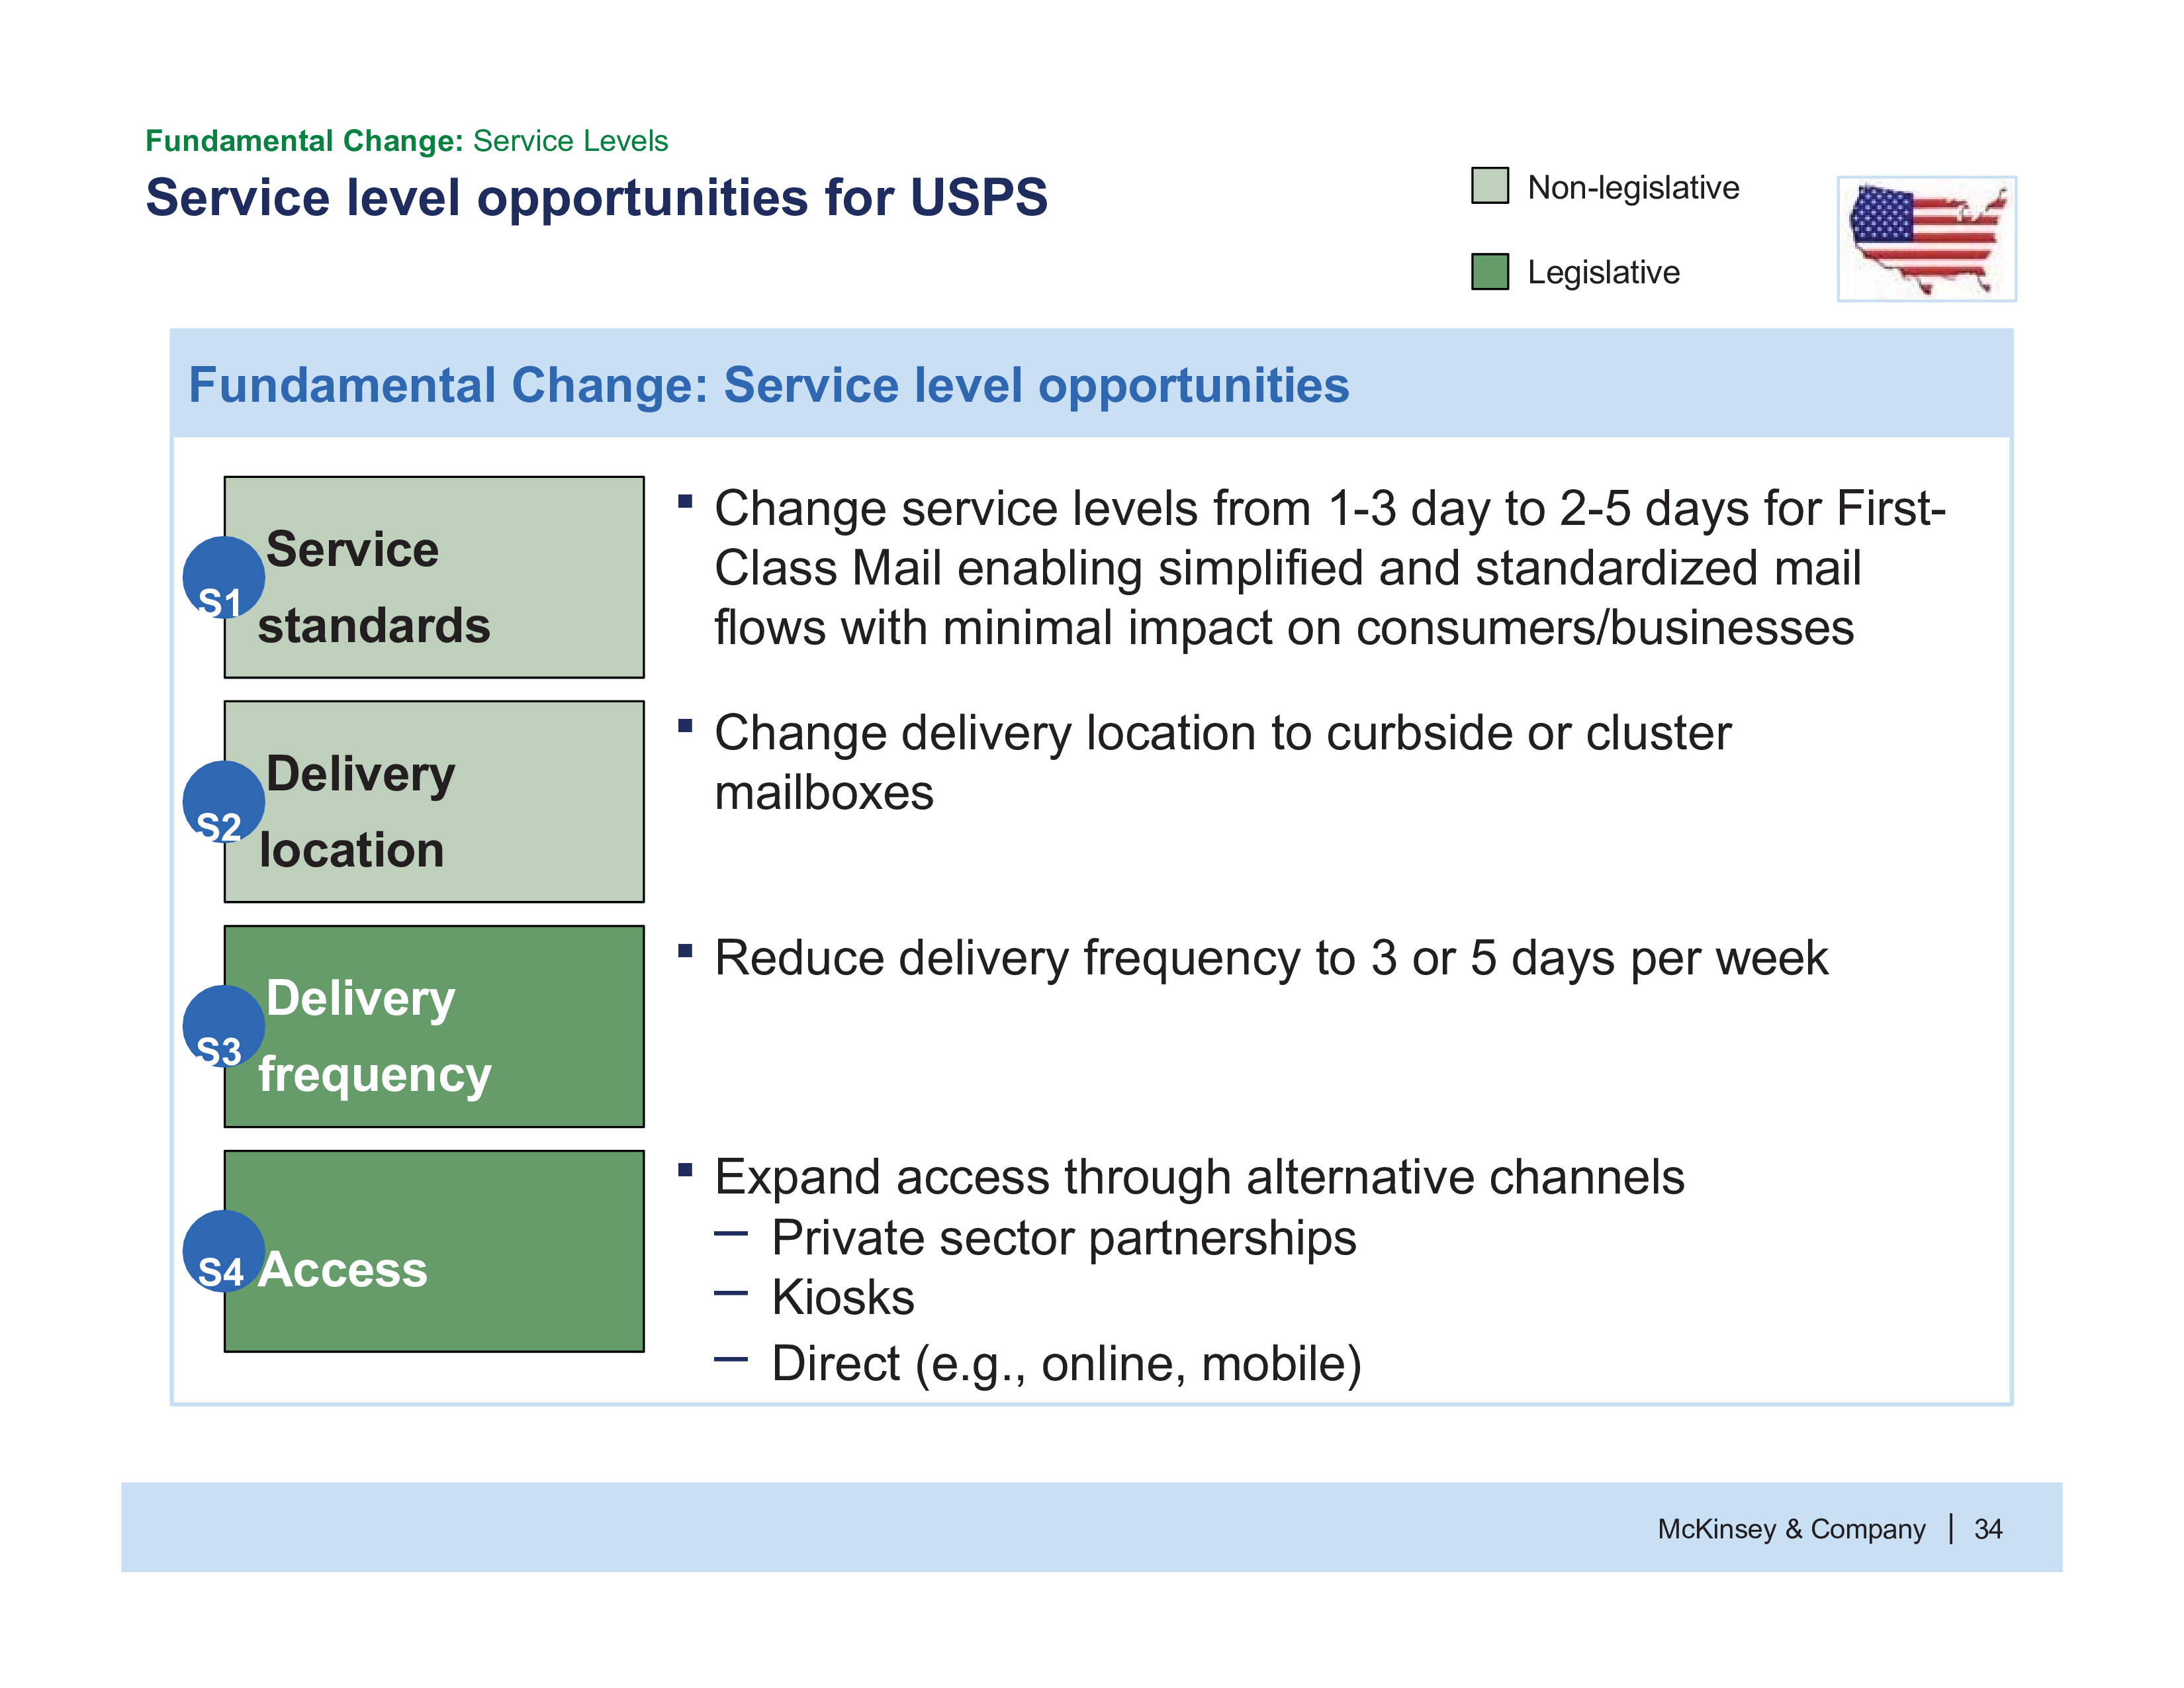 Fundamental Change: Service Levels
Service level opportunities for USPS
Non-legislative
Legislative
Fundamental Change: Service level opportunities
S1
Service
standards
▪ Change service levels from 1-3 day to 2-5 days for First-
Class Mail enabling simplified and standardized mail
flows with minimal impact on consumers/businesses
S2
Delivery
location
▪ Change delivery location to curbside or cluster
mailboxes
S3
Delivery
frequency
▪ Reduce delivery frequency to 3 or 5 days per week
S4
Access
▪ Expand access through alternative channels
– Private sector partnerships
– Kiosks
– Direct (e.g., online, mobile)
McKinsey & Company | 34